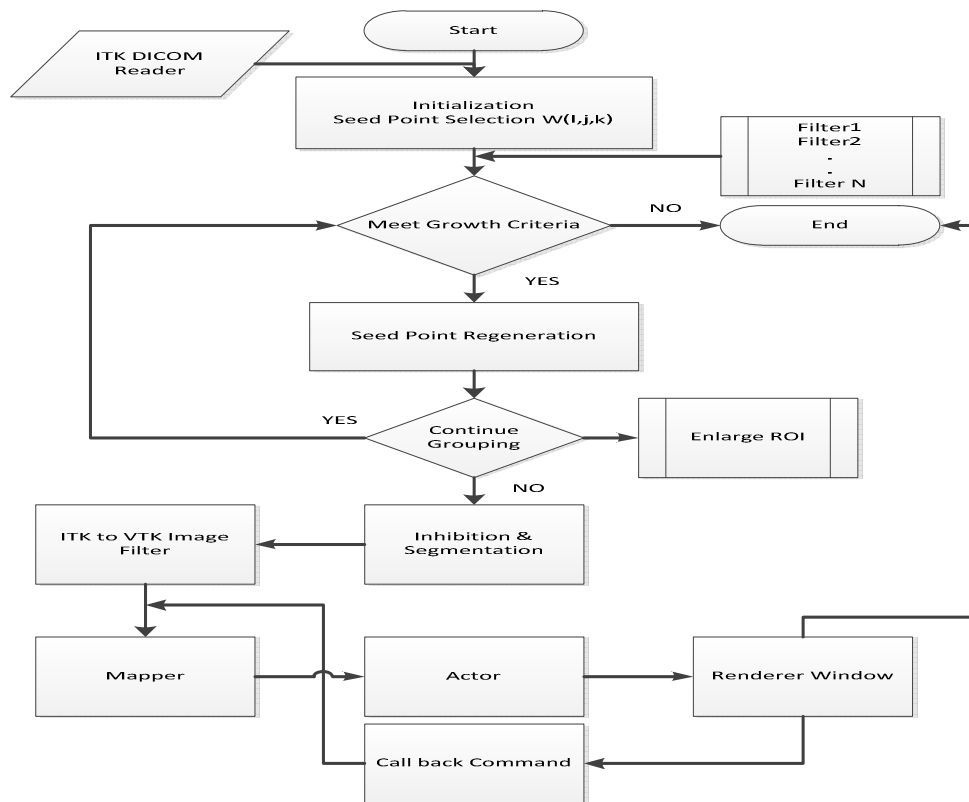 Start
ITK DICOM
Reader
Initialization
Seed Point Selection W(I,j,k)
Filter1
Filter2
-
-
Filter N
Meet Growth Criteria
NO
End
YES
Seed Point Regeneration
YES
Continue
Grouping
Enlarge ROI
NO
ITK to VTK Image
Filter
Inhibition &
Segmentation
Mapper
Actor
Renderer Window
Call back Command